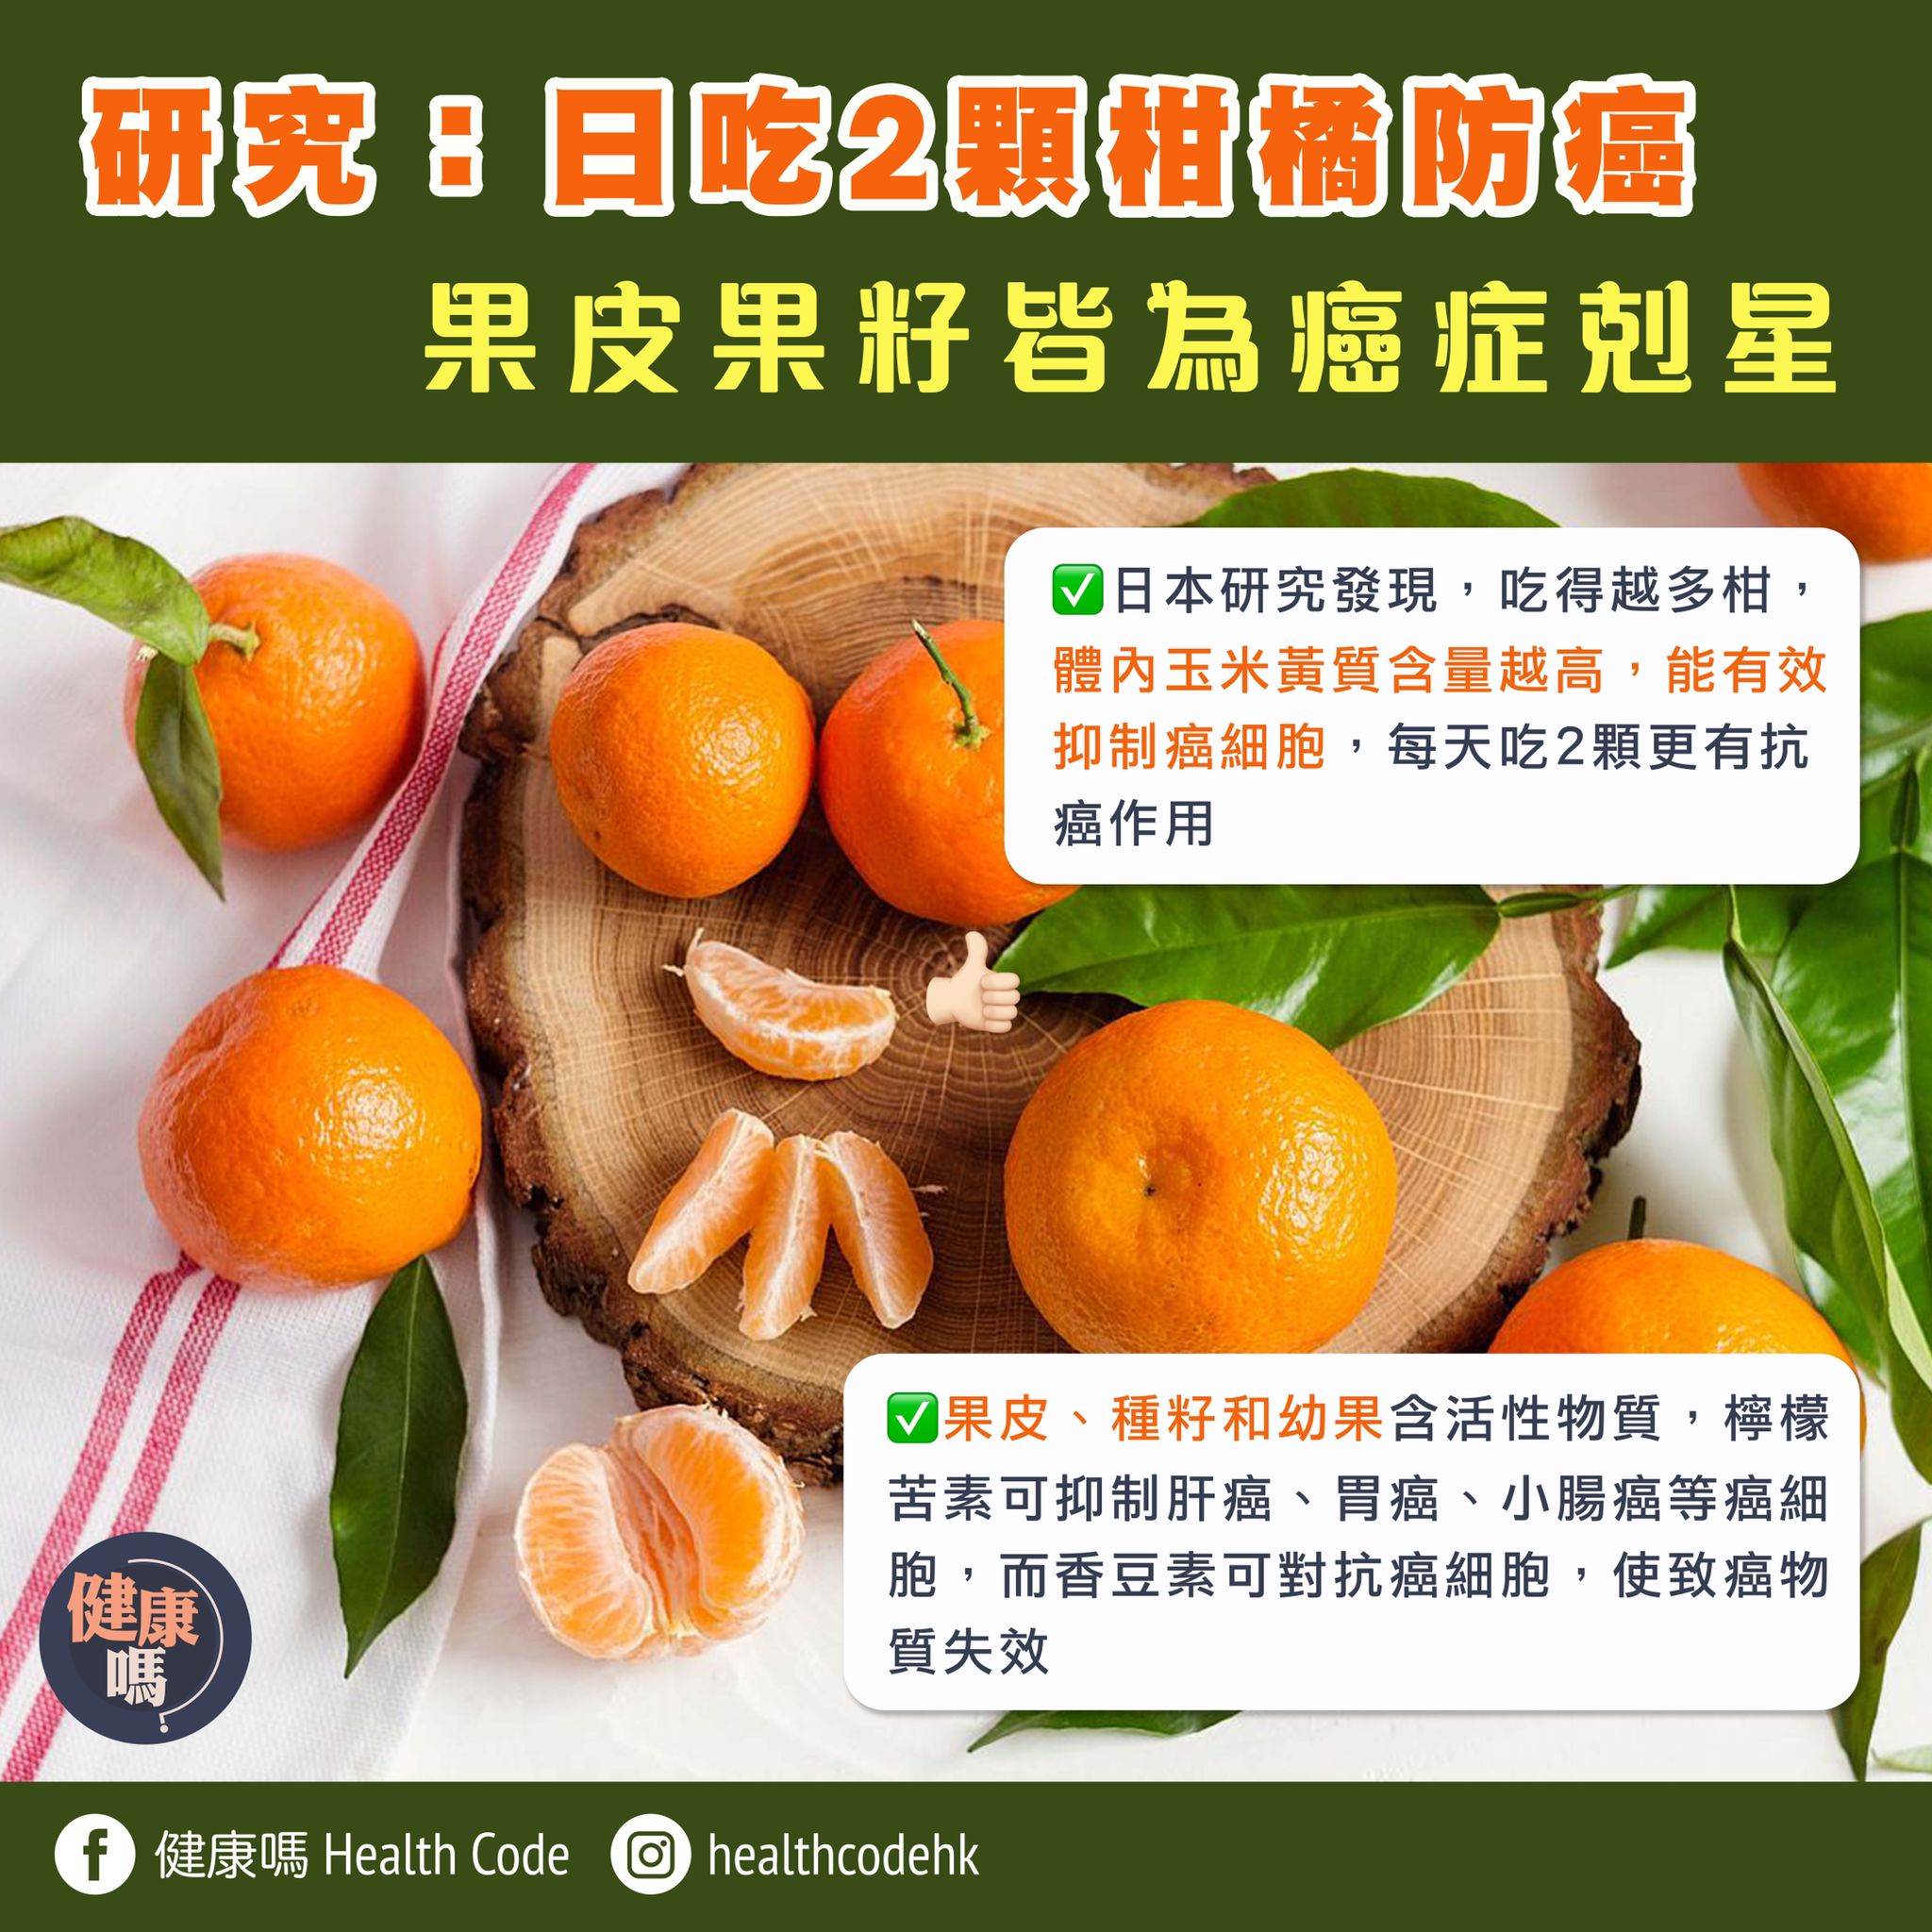 研究：日吃2顆柑橘防癌
果皮果籽皆為癌症剋星
✅日本研究發現，吃得越多柑，
體內玉米黃質含量越高，能有效
抑制癌細胞，每天吃2顆更有抗
癌作用
✅果皮、種籽和幼果含活性物質，檸檬
苦素可抑制肝癌、胃癌、小腸癌等癌細
胞，而香豆素可對抗癌細胞，使致癌物
質失效
健康
嗎?
健康嗎 Health Code healthcodehk